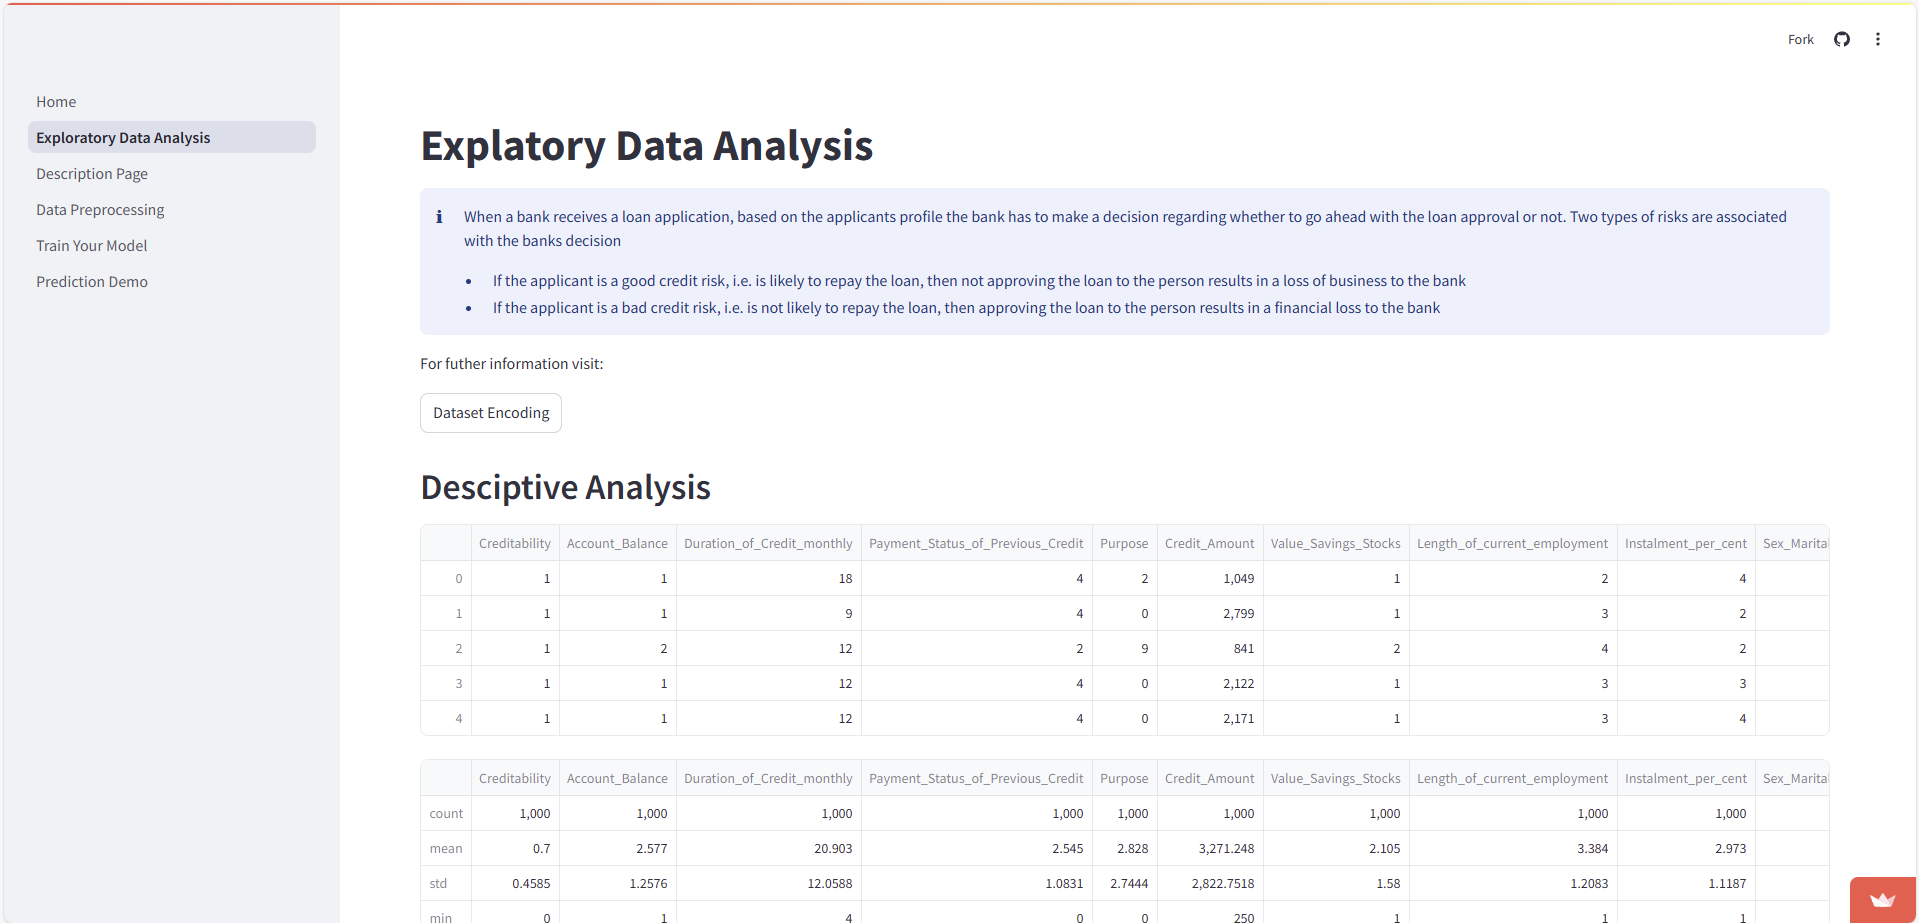 Fork
Home
Exploratory Data Analysis
Description Page
Data Preprocessing
Train Your Model
Prediction Demo
Explatory Data Analysis
When a bank receives a loan application, based on the applicants profile the bank has to make a decision regarding whether to go ahead with the loan approval or not. Two types of risks are associated
with the banks decision
• If the applicant is a good credit risk, i.e. is likely to repay the loan, then not approving the loan to the person results in a loss of business to the bank
• If the applicant is a bad credit risk, i.e. is not likely to repay the loan, then approving the loan to the person results in a financial loss to the bank
For futher information visit:
Dataset Encoding
Desciptive Analysis
Creditability Account_Balance Duration_of_Credit_monthly Payment_Status_of_Previous_Credit Purpose Credit_Amount Value_Savings_Stocks Length_of_current_employment Instalment_per_cent Sex_Marita
0 1 1 18 4 2 1,049 1 2 4
1 1 1 9 4 0 2,799 1 3 2
2 1 2 12 2 9 841 2 4 2
3 1 1 12 4 0 2,122 1 3 3
4 1 1 12 4 0 2,171 1 3 4
Creditability Account_Balance Duration_of_Credit_monthly Payment_Status_of_Previous_Credit Purpose Credit_Amount Value_Savings_Stocks Length_of_current_employment Instalment_per_cent Sex_Marita
count 1,000 1,000 1,000 1,000 1,000 1,000 1,000 1,000 1,000
mean 0.7 2.577 20.903 2.545 2.828 3,271.248 2.105 3.384 2.973
std 0.4585 1.2576 12.0588 1.0831 2.7444 2,822.7518 1.58 1.2083 1.1187
min 0 1 4 0 0 250 1 1 1